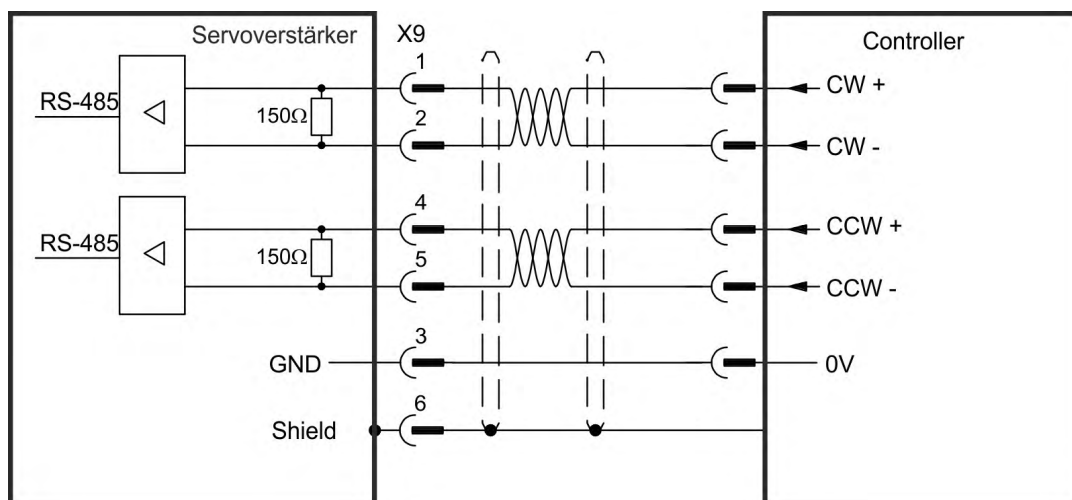 Servoverstärker
X9
Controller
1
CW +
RS-485
150Ω
2
CW -
4
CCW +
RS-485
150Ω
5
CCW -
3
GND
0V
6
Shield